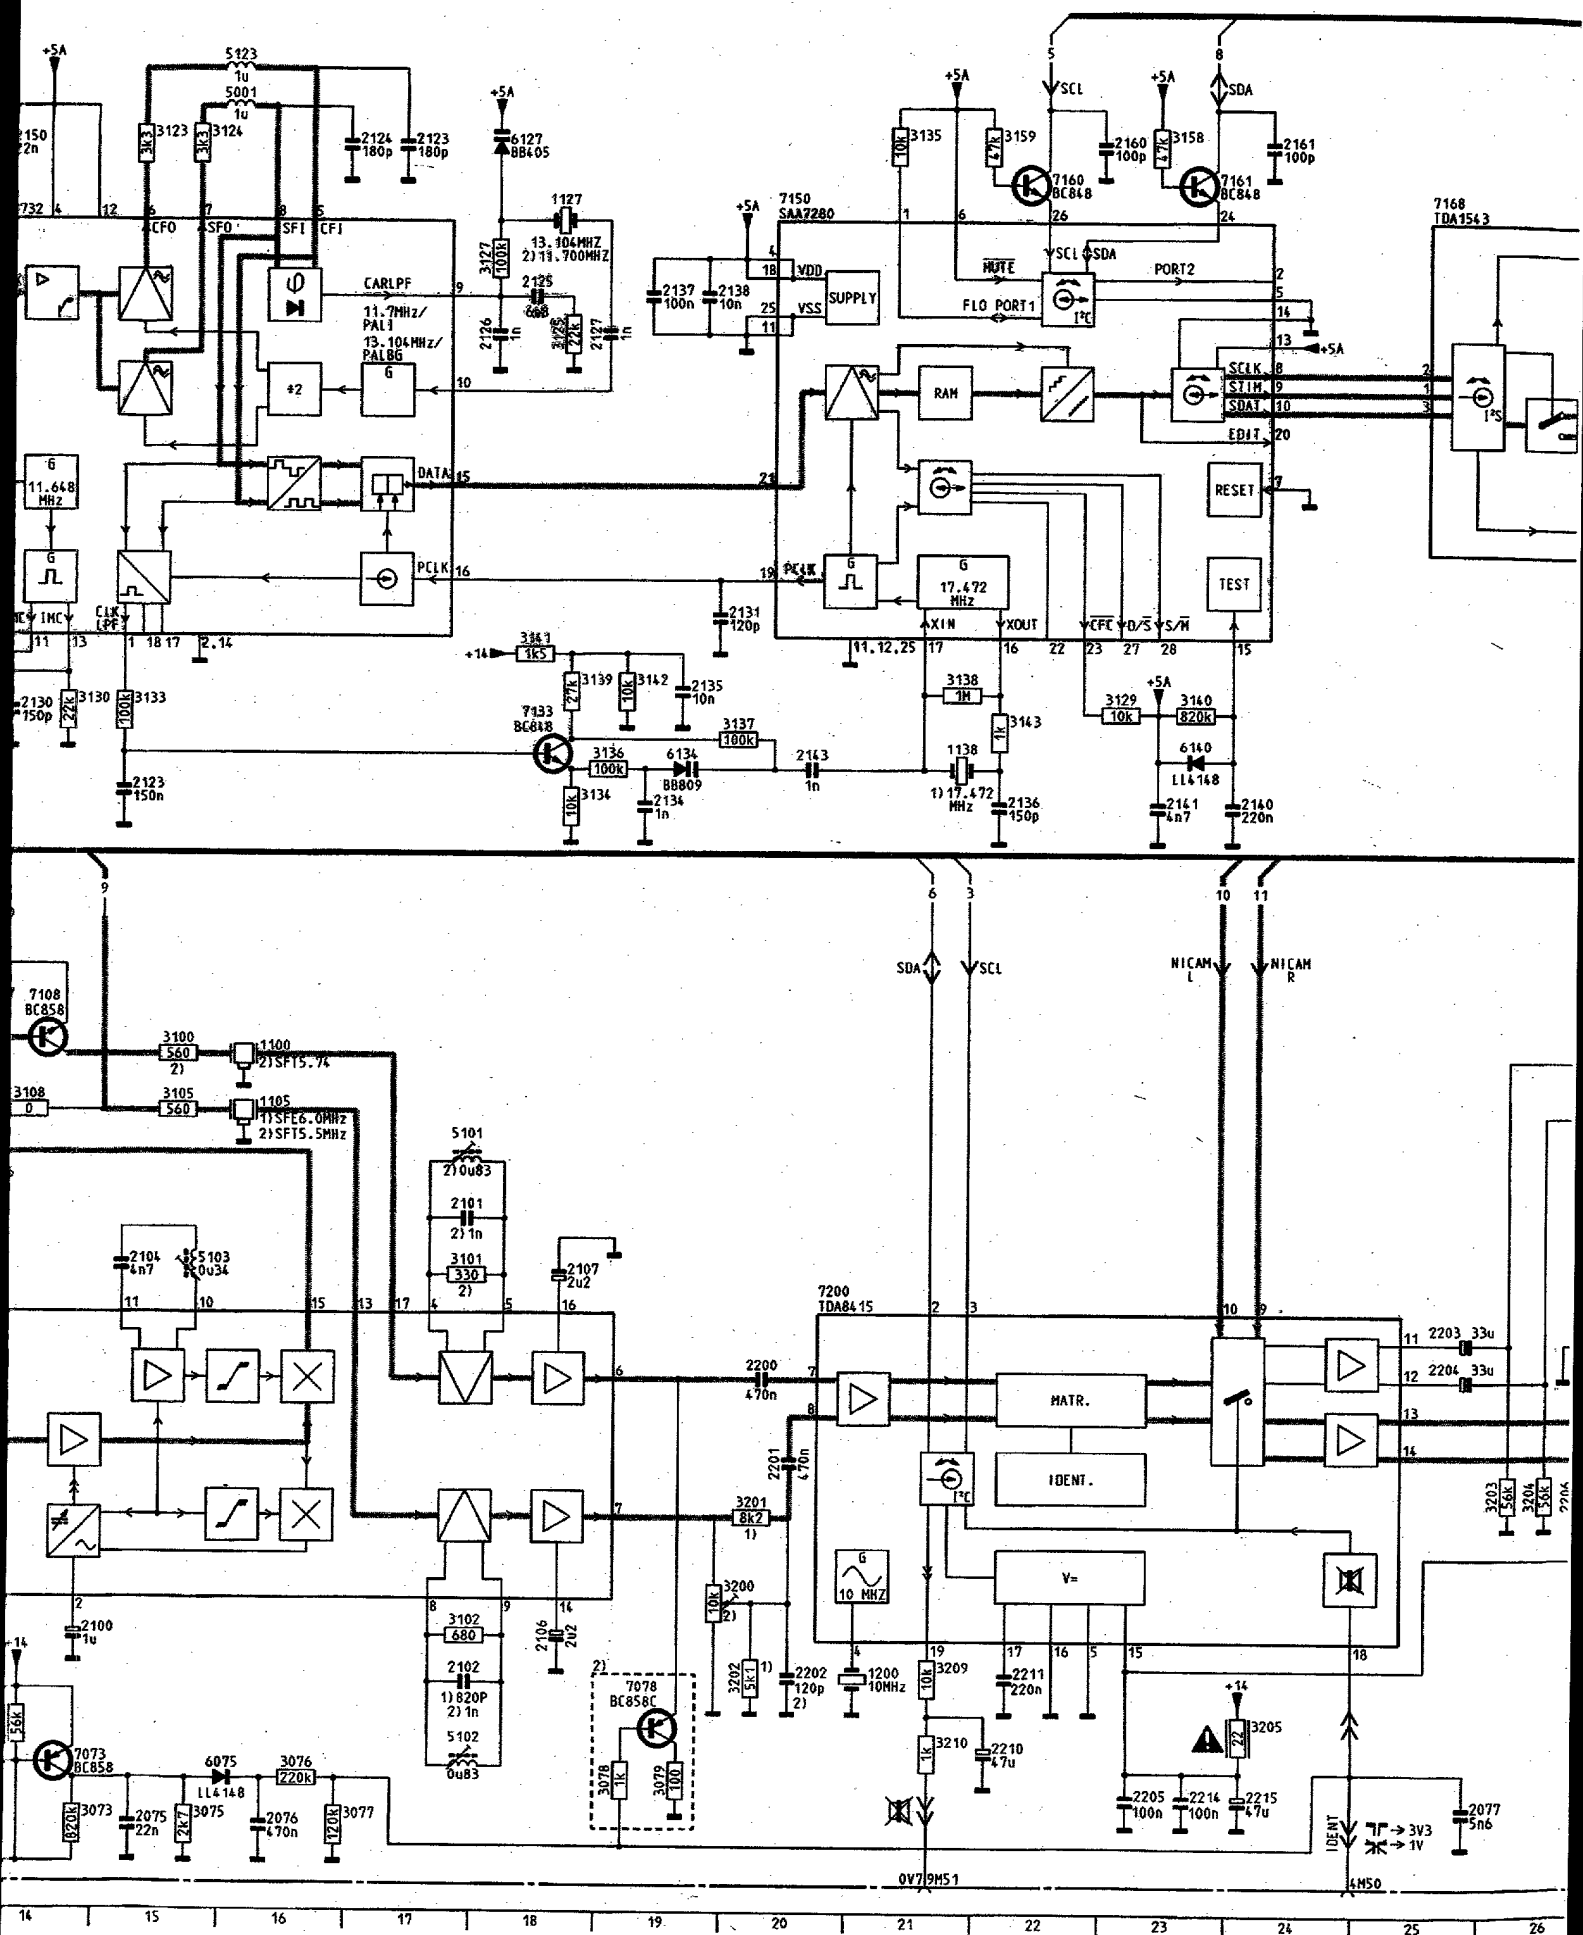 +5A
5123
1u
5001
1u
3123
3k3
3124
3k3
2124
180p
2123
180p
+5A
6127
BB405
2150
22n
732 4 12 6 7 8 5
CFO SFO SFI CFI
1127
13.104MHZ
2)11.700MHZ
3127
100k
2125
2126
1n
22k
2127
1n
CARLPF 9
11.7MHz/
PALI
13.104MHz/
PALBG
G
10
÷2
G
11.648
MHz
G
DATA 15
PCLK 16
IMC CLK
LPF
11 13 1 18 17 2.14
2130
150p
3130
22k
3133
100k
2123
150n
+14
3141
1k5
3139
27k
3142
10k
2135
10n
7133
BC848
3136
100k
6134
BB809
3137
100k
3134
10k
2134
1n
2143
1n
2131
120p
5 8
SCL SDA
+5A +5A
3135
10k
3159
47k
7160
BC848
2160
100p
3158
47k
7161
BC848
2161
100p
+5A
7150
SAA7280
1 6 26 24
4
18 VDD
25 VSS
11
SUPPLY
2137
100n
2138
10n
MUTE
FLO PORT1
SCL SDA
I²C
PORT2 2
5
14
13 +5A
RAM
SCLK 8
STIM 9
SDAT 10
EDIT 20
21
RESET 7
TEST
19 PCLK
G
G
17.472
MHz
XIN XOUT CFC D/S S/M
11.12.25 17 16 22 23 27 28 15
3138
1M
3143
1k
1138
1)17.472
MHz
2136
150p
+5A
3129
10k
3140
820k
6140
LL4148
2141
4n7
2140
220n
7168
TDA1543
2
1
3
I²S
9
7108
BC858
3100
560
2)
1100
2)SFT5.74
3108
0
3105
560
1105
1)SFE6.0MHz
2)SFT5.5MHz
5101
2)0u83
2101
2)1n
3101
330
2)
2104
4n7
5103
0u34
2107
2u2
11 10 15 13 17 4 5 16
6
7
2 8 9 14
2100
1u
3102
680
2102
1)820P
2)1n
5102
0u83
2106
2u2
+14
56k
7073
BC858
3073
820k
2075
22n
3075
2k7
6075
LL4148
2076
470n
3076
220k
3077
120k
2)
7078
BC858C
3078
1k
3079
100
2200
470n
2201
470n
3201
8k2
1)
3200
10k
2)
3202
5k1
1)
2202
120p
2)
6 3 10 11
SDA SCL
NICAM
L
NICAM
R
7200
TDA8415
2 3 10 9
7
8
MATR.
IDENT.
I²C
G
10 MHZ
V=
11
12
13
14
2203 33u
2204 33u
3203
56k
3204
56k
2206
4 19 17 16 5 15 18
1200
10MHz
3209
10k
3210
1k
2210
47u
2211
220n
+14
3205
22
2205
100n
2214
100n
2215
47u
2077
5n6
IDENT
→ 3V3
→ 1V
0V7 9M51
4M50
14 15 16 17 18 19 20 21 22 23 24 25 26